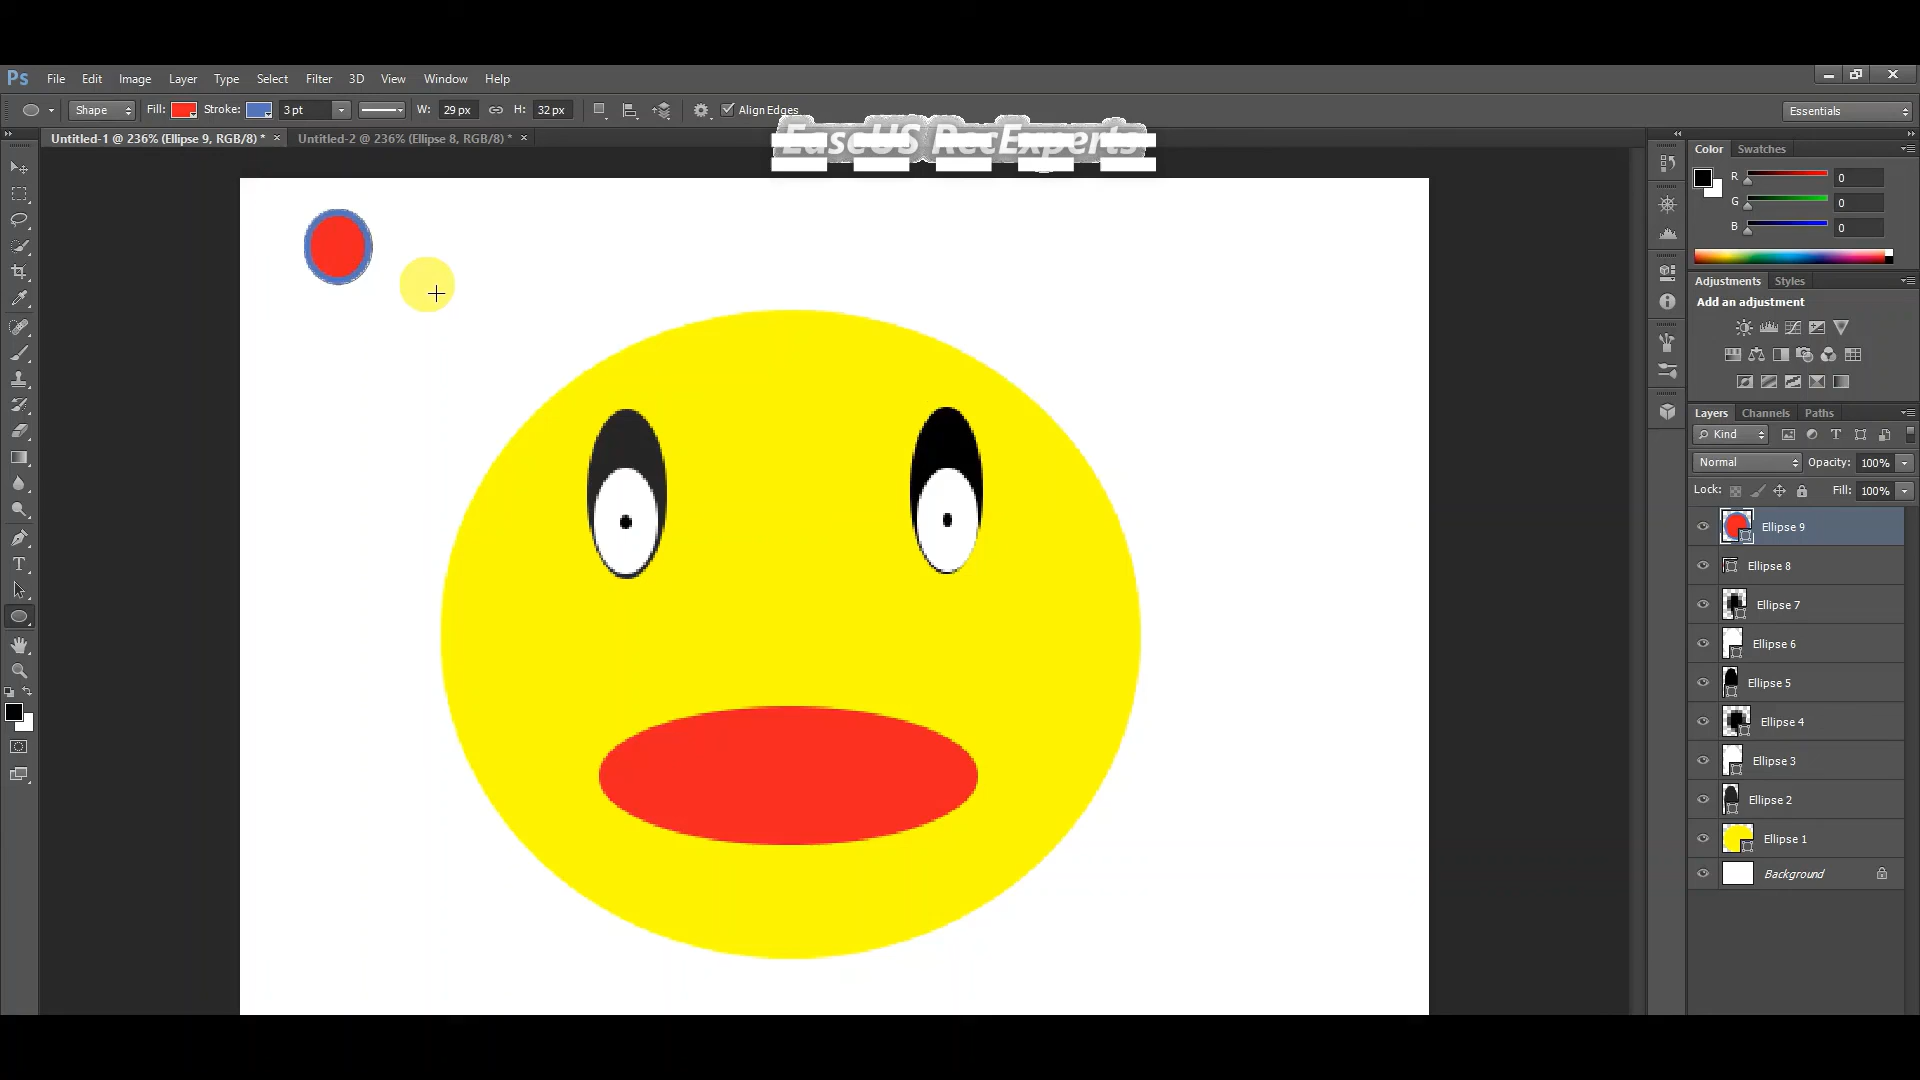 Ps File Edit Image Layer Type Select Filter 3D View Window Help
Shape Fill: Stroke: 3 pt W: 29 px H: 32 px Align Edges Essentials
Untitled-1 @ 236% (Ellipse 9, RGB/8) * × Untitled-2 @ 236% (Ellipse 8, RGB/8) * ×
EaseUS RecExperts
Color Swatches
R 0
G 0
B 0
Adjustments Styles
Add an adjustment
Layers Channels Paths
Kind
Normal Opacity: 100%
Lock: Fill: 100%
Ellipse 9
Ellipse 8
Ellipse 7
Ellipse 6
Ellipse 5
Ellipse 4
Ellipse 3
Ellipse 2
Ellipse 1
Background